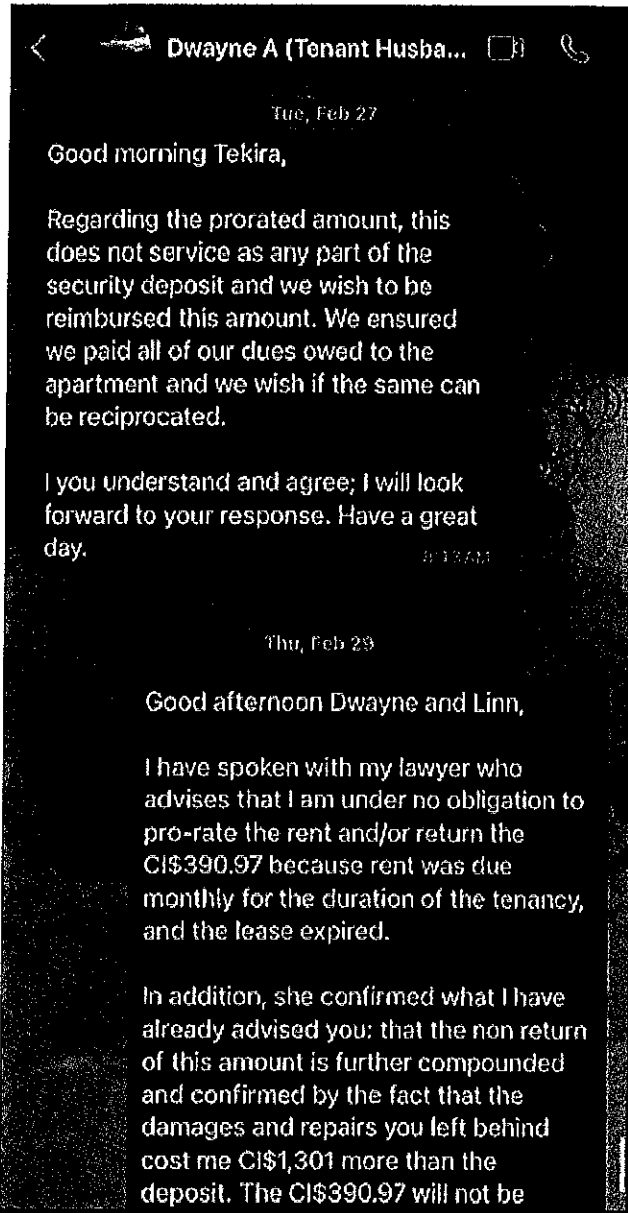 Dwayne A (Tenant Husba...
Tue, Feb 27
Good morning Tekira,
Regarding the prorated amount, this
does not service as any part of the
security deposit and we wish to be
reimbursed this amount. We ensured
we paid all of our dues owed to the
apartment and we wish if the same can
be reciprocated.
I you understand and agree; I will look
forward to your response. Have a great
day.
8:13 AM
Thu, Feb 29
Good afternoon Dwayne and Linn,
I have spoken with my lawyer who
advises that I am under no obligation to
pro-rate the rent and/or return the
CI$390.97 because rent was due
monthly for the duration of the tenancy,
and the lease expired.
In addition, she confirmed what I have
already advised you: that the non return
of this amount is further compounded
and confirmed by the fact that the
damages and repairs you left behind
cost me CI$1,301 more than the
deposit. The CI$390.97 will not be